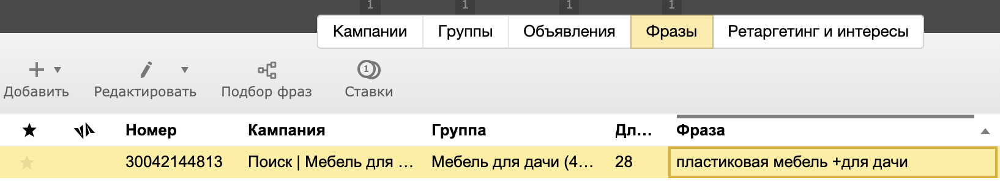 1 1 1 1
Кампании Группы Объявления Фразы Ретаргетинг и интересы
1
Добавить Редактировать Подбор фраз Ставки
Номер Кампания Группа Дл... Фраза
30042144813 Поиск | Мебель для ... Мебель для дачи (4... 28 пластиковая мебель +для дачи